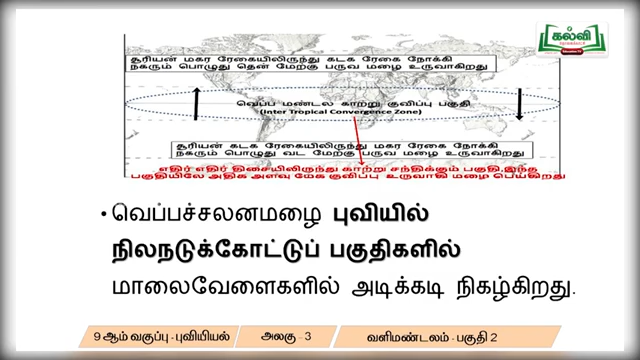 கல்வி
சூரியன் மகர ரேகையிலிருந்து கடக ரேகை நோக்கி
நகரும் பொழுது தென் மேற்கு பருவ மழை உருவாகிறது
வெப்ப மண்டல காற்று குவிப்பு பகுதி
(Inter Tropical Convergence Zone)
சூரியன் கடக ரேகையிலிருந்து மகர ரேகை நோக்கி
நகரும் பொழுது வட மேற்கு பருவ மழை உருவாகிறது
எதிர் எதிர் திசையிலிருந்து காற்று சந்திக்கும் பகுதி.இந்த
பகுதியிலே அதிக அளவு மேக குவிப்பு உருவாகி மழை பெய்கிறது
•வெப்பச்சலனமழை புவியில்
நிலநடுக்கோட்டுப் பகுதிகளில்
மாலைவேளைகளில் அடிக்கடி நிகழ்கிறது.
9 ஆம் வகுப்பு - புவியியல்
அலகு - 3
வளிமண்டலம் - பகுதி 2